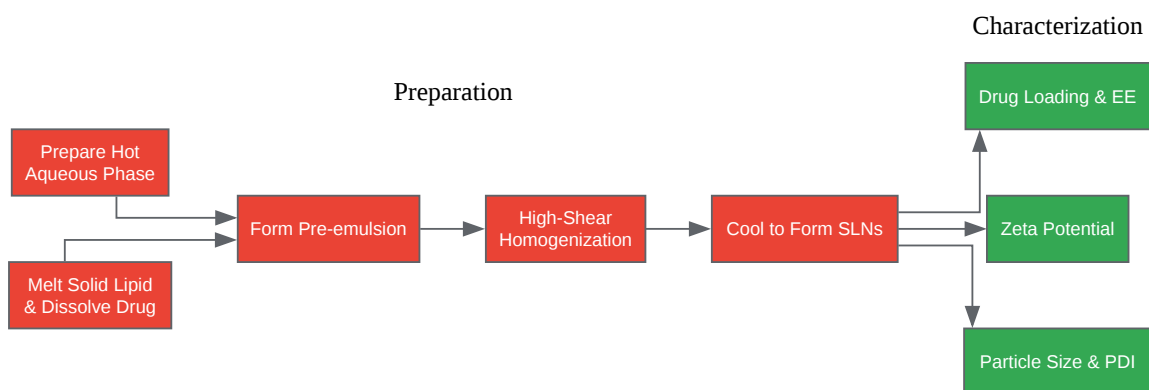 Characterization
Drug Loading & EE
Preparation
Prepare Hot
Aqueous Phase
Form Pre-emulsion
High-Shear
Homogenization
Cool to Form SLNs
Zeta Potential
Melt Solid Lipid
& Dissolve Drug
Particle Size & PDI